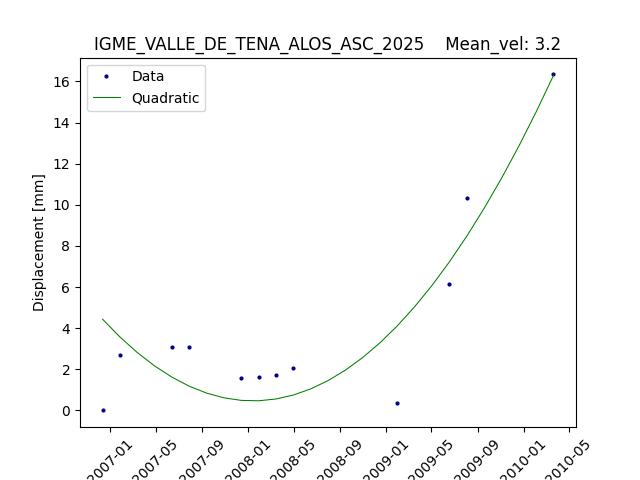 IGME_VALLE_DE_TENA_ALOS_ASC_2025    Mean_vel: 3.2
Data
Quadratic
Displacement [mm]
16
14
12
10
8
6
4
2
0
2007-01 2007-05 2007-09 2008-01 2008-05 2008-09 2009-01 2009-05 2009-09 2010-01 2010-05